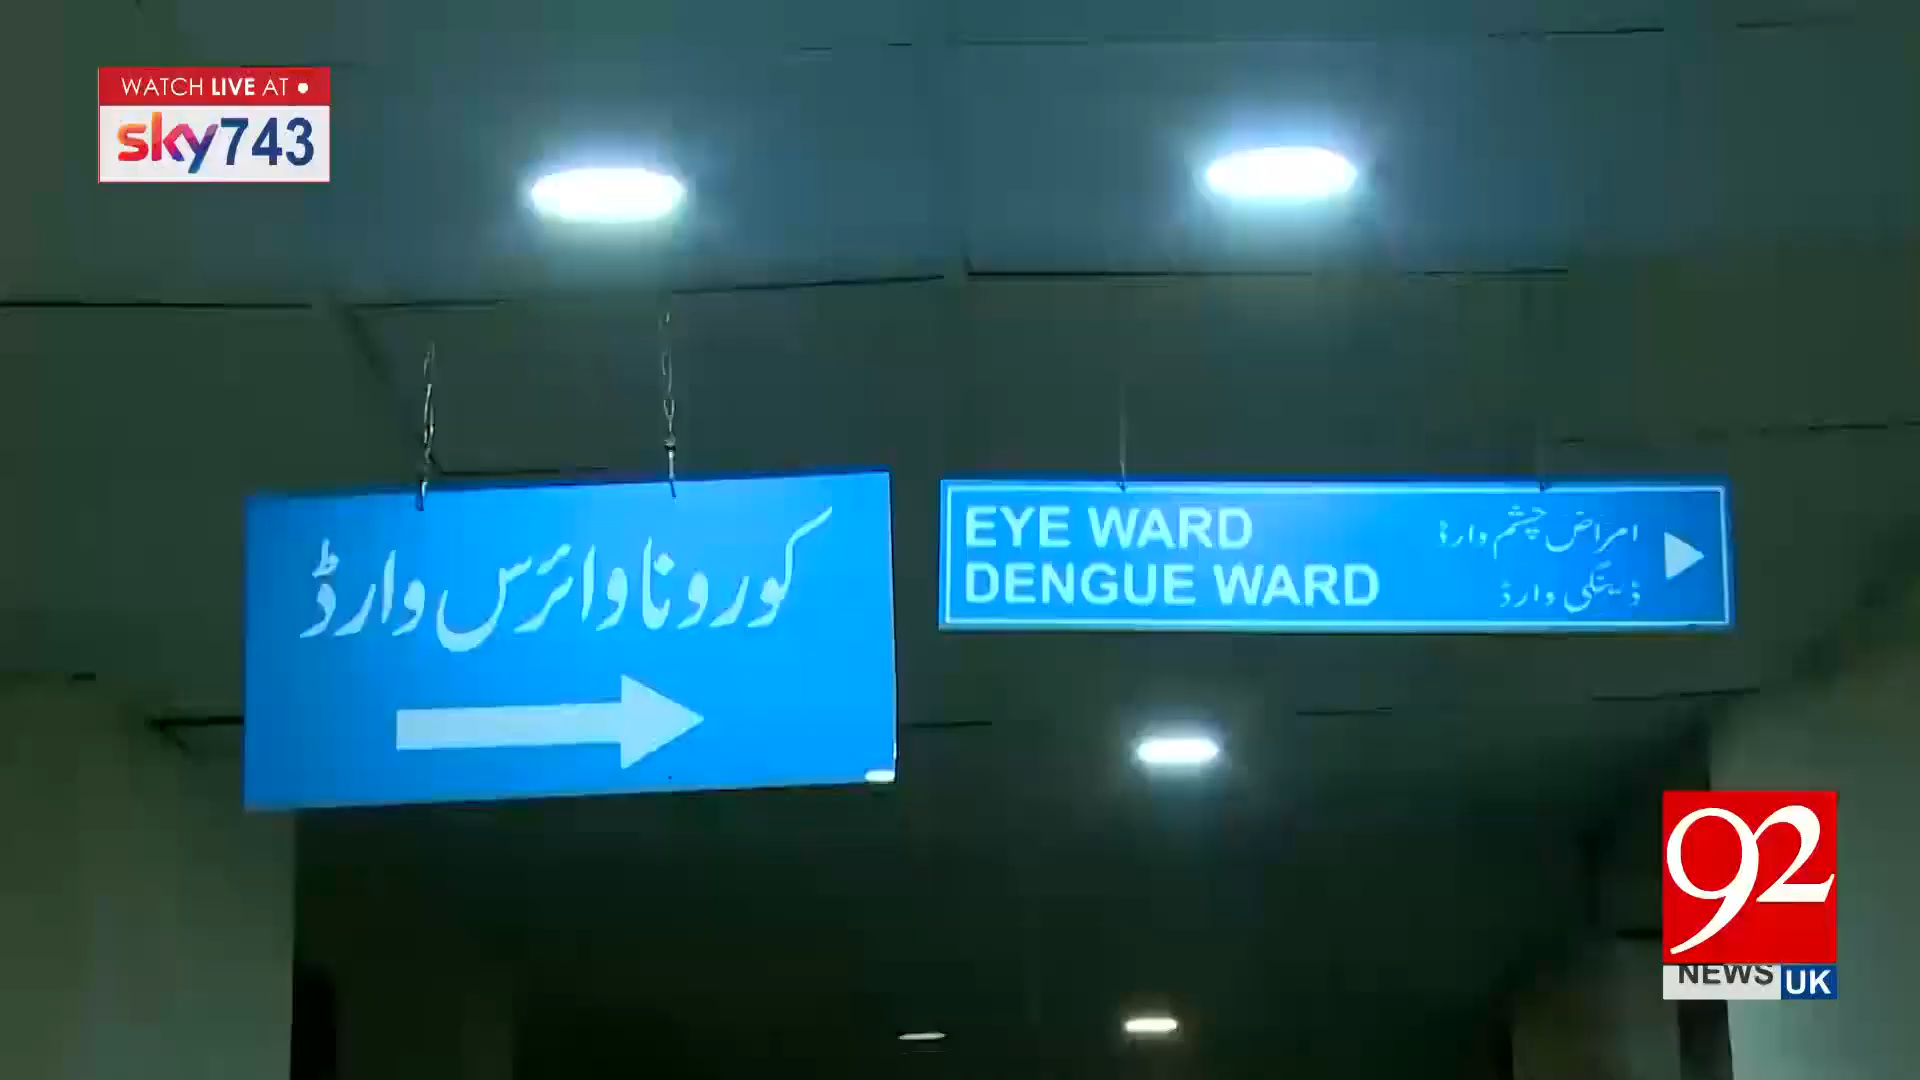 WATCH LIVE AT
sky743
کورونا وائرس وارڈ
EYE WARD
امراض چشم وارڈ
DENGUE WARD
ڈینگی وارڈ
92
NEWS UK